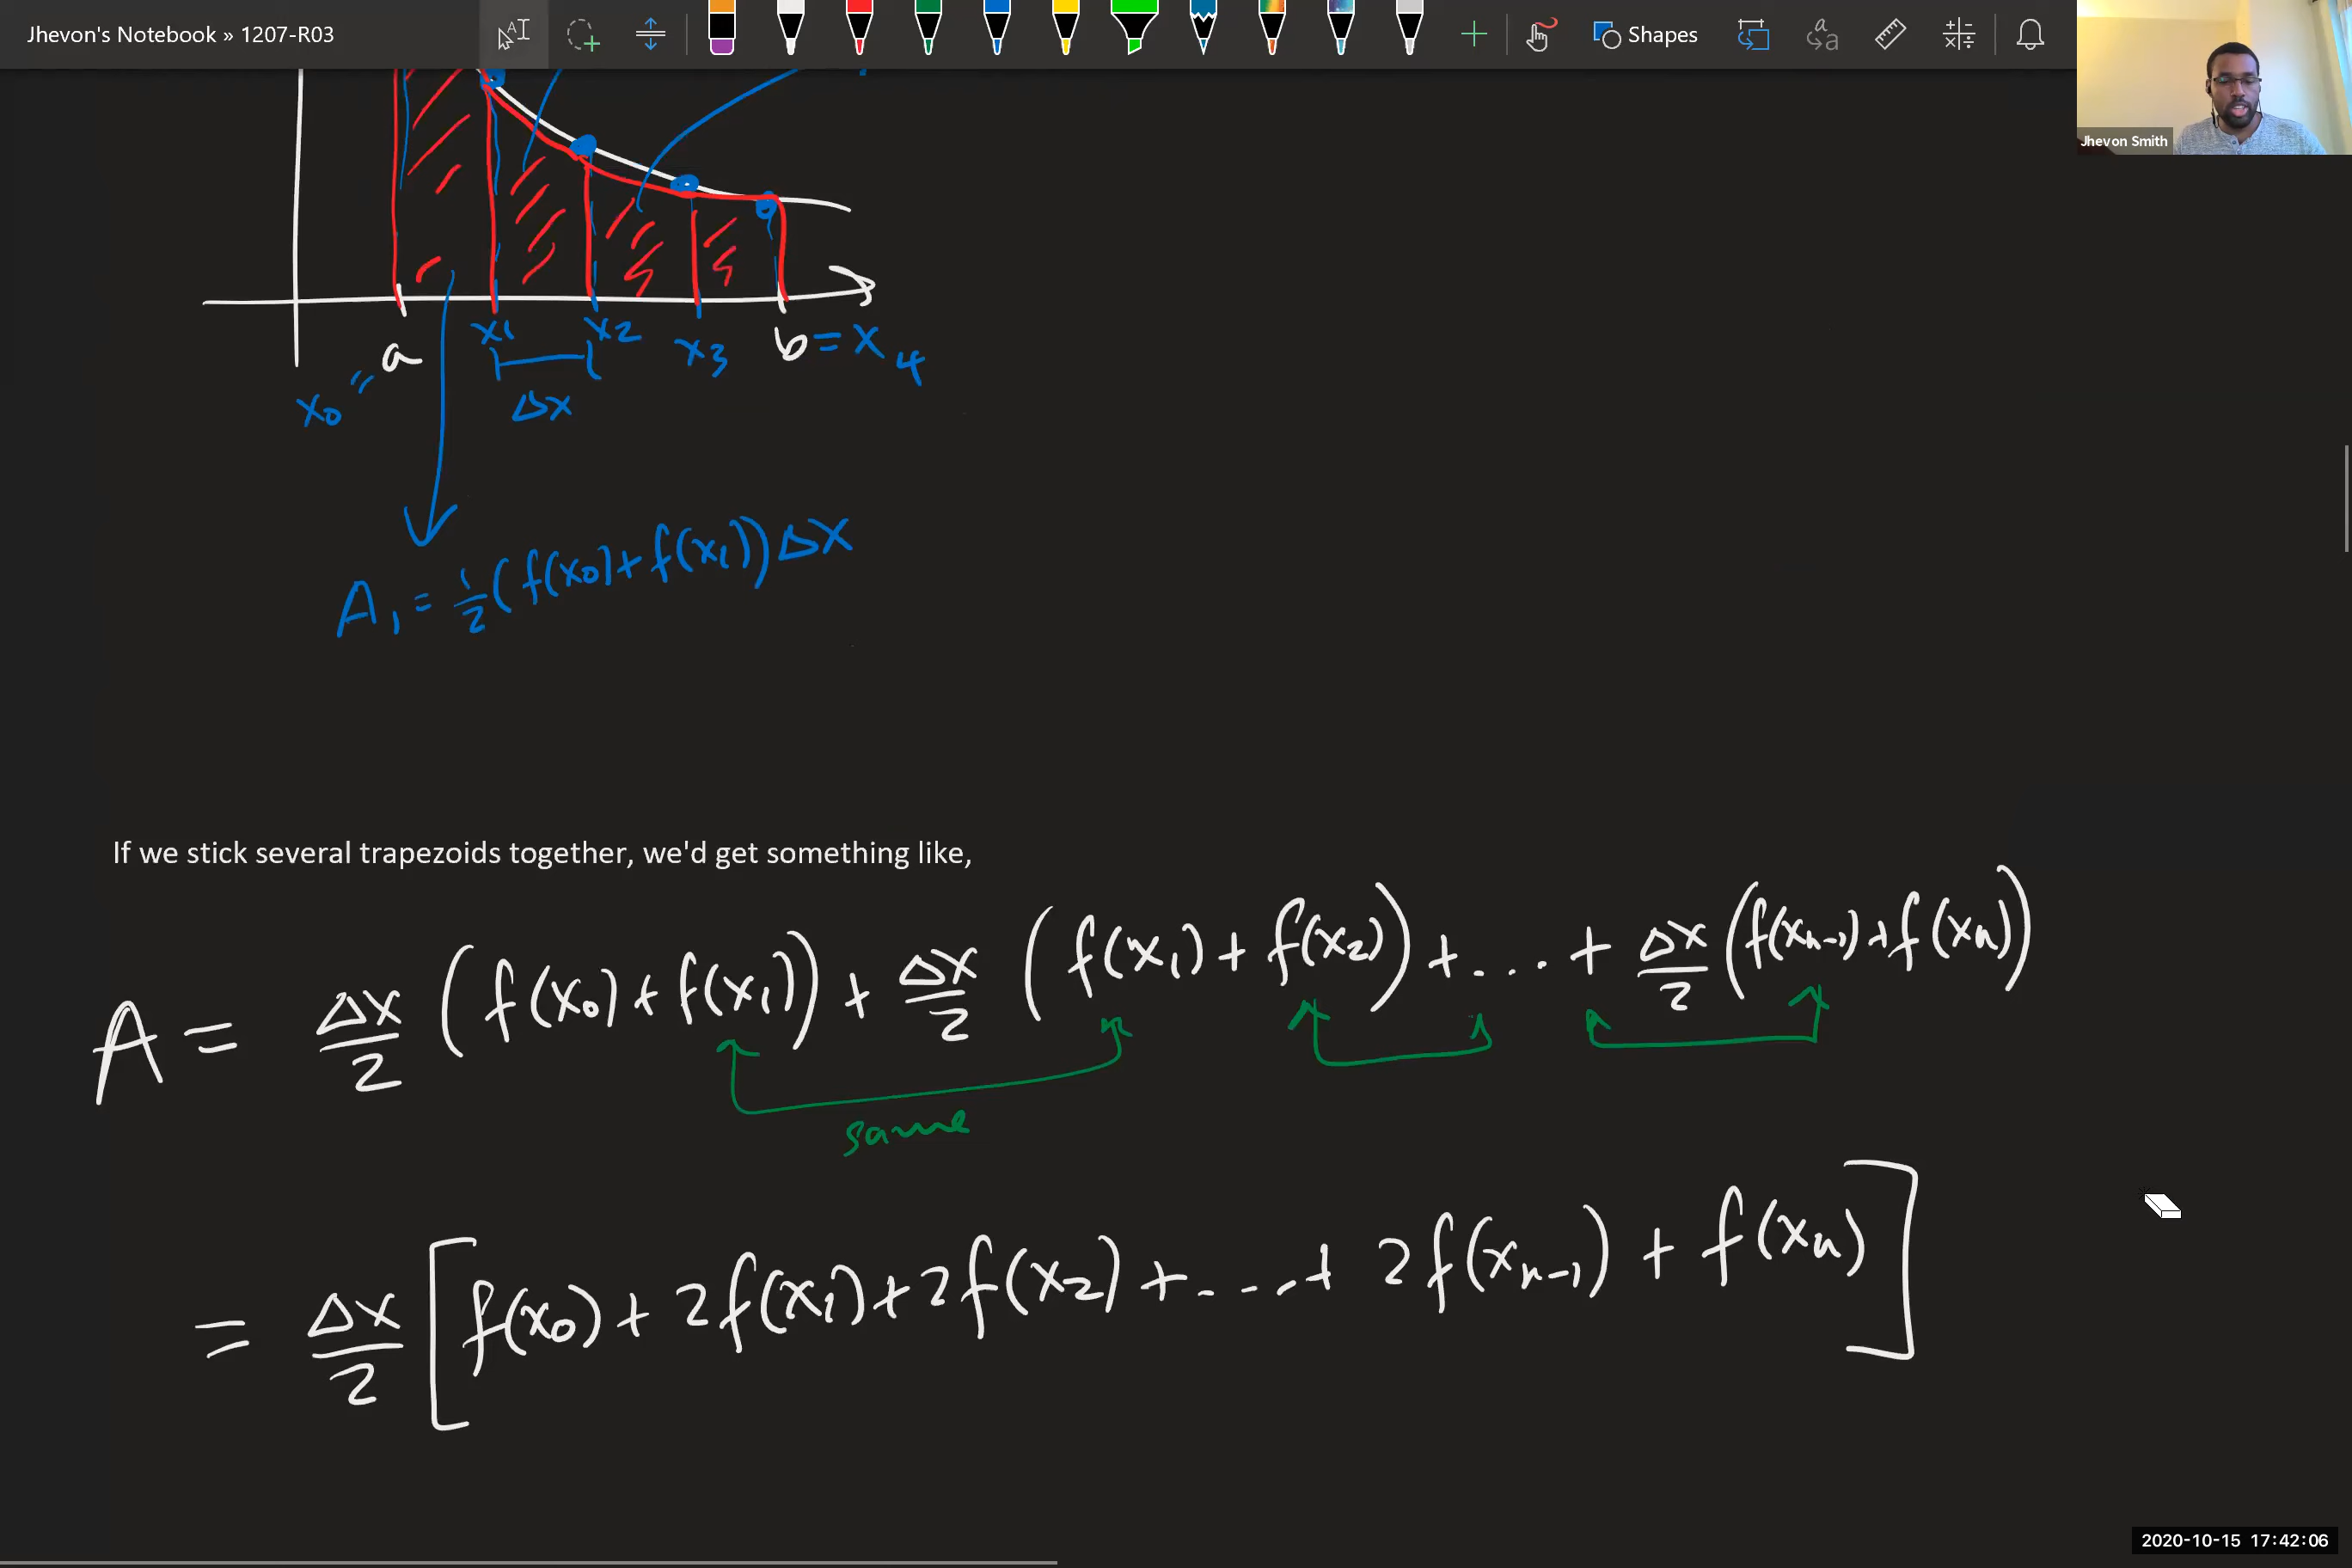 Jhevon's Notebook » 1207-R03
Shapes
Jhevon Smith
x1 x2 x3 b = x4
x0 = a
Δx
A1 = 1/2 (f(x0) + f(x1)) Δx
If we stick several trapezoids together, we'd get something like,
A = Δx/2 (f(x0) + f(x1)) + Δx/2 (f(x1) + f(x2)) + ... + Δx/2 (f(xn-1) + f(xn))
same
= Δx/2 [f(x0) + 2f(x1) + 2f(x2) + .... + 2f(xn-1) + f(xn)]
2020-10-15 17:42:06